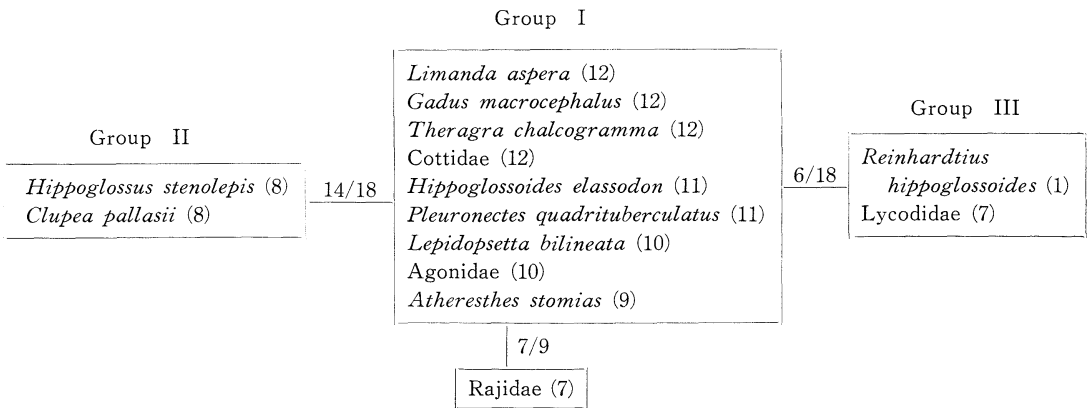 Group I
Limanda aspera (12)
Gadus macrocephalus (12)
Theragra chalcogramma (12)
Cottidae (12)
Hippoglossoides elassodon (11)
Pleuronectes quadrituberculatus (11)
Lepidopsetta bilineata (10)
Agonidae (10)
Atheresthes stomias (9)
Group II
Hippoglossus stenolepis (8)
Clupea pallasii (8)
14/18
Group III
Reinhardtius
hippoglossoides (1)
Lycodidae (7)
6/18
7/9
Rajidae (7)